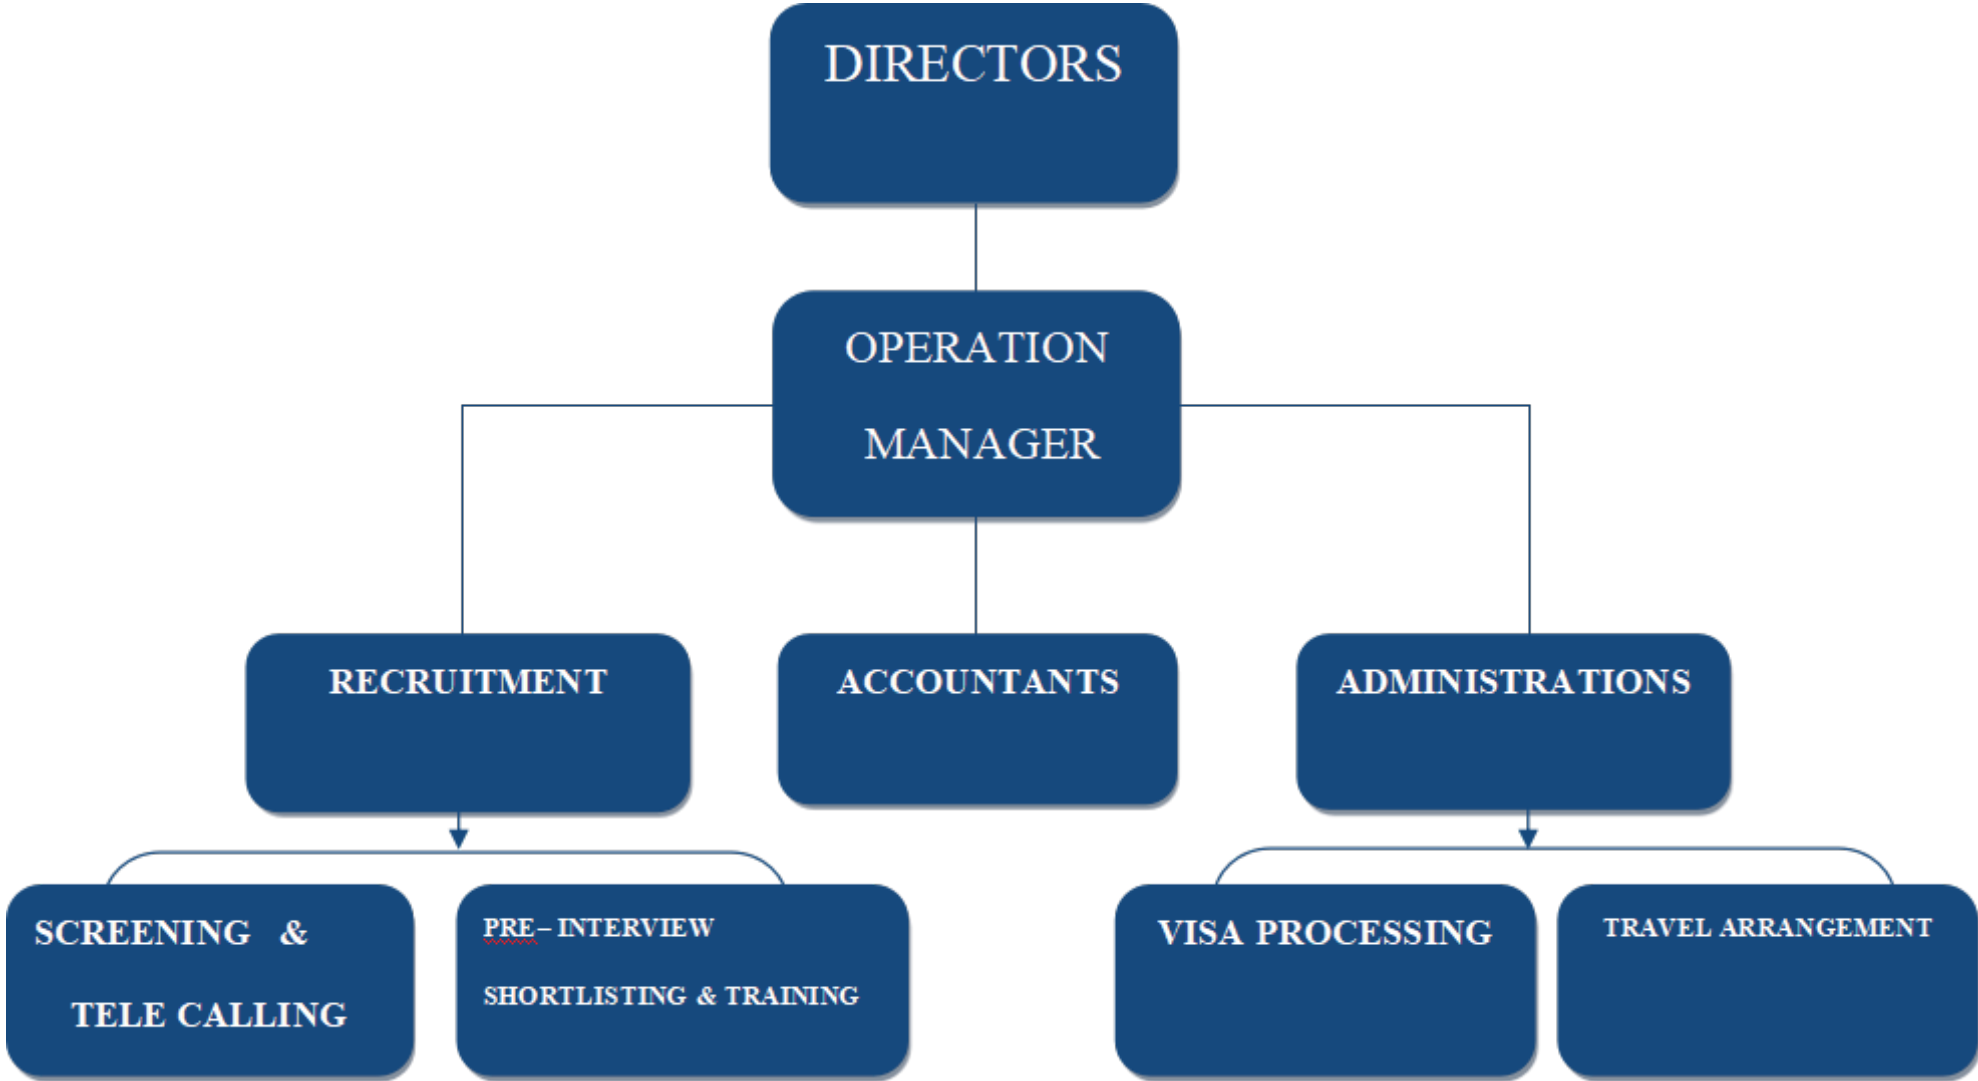 DIRECTORS
OPERATION
MANAGER
RECRUITMENT
ACCOUNTANTS
ADMINISTRATIONS
SCREENING &
TELE CALLING
PRE– INTERVIEW
SHORTLISTING & TRAINING
VISA PROCESSING
TRAVEL ARRANGEMENT